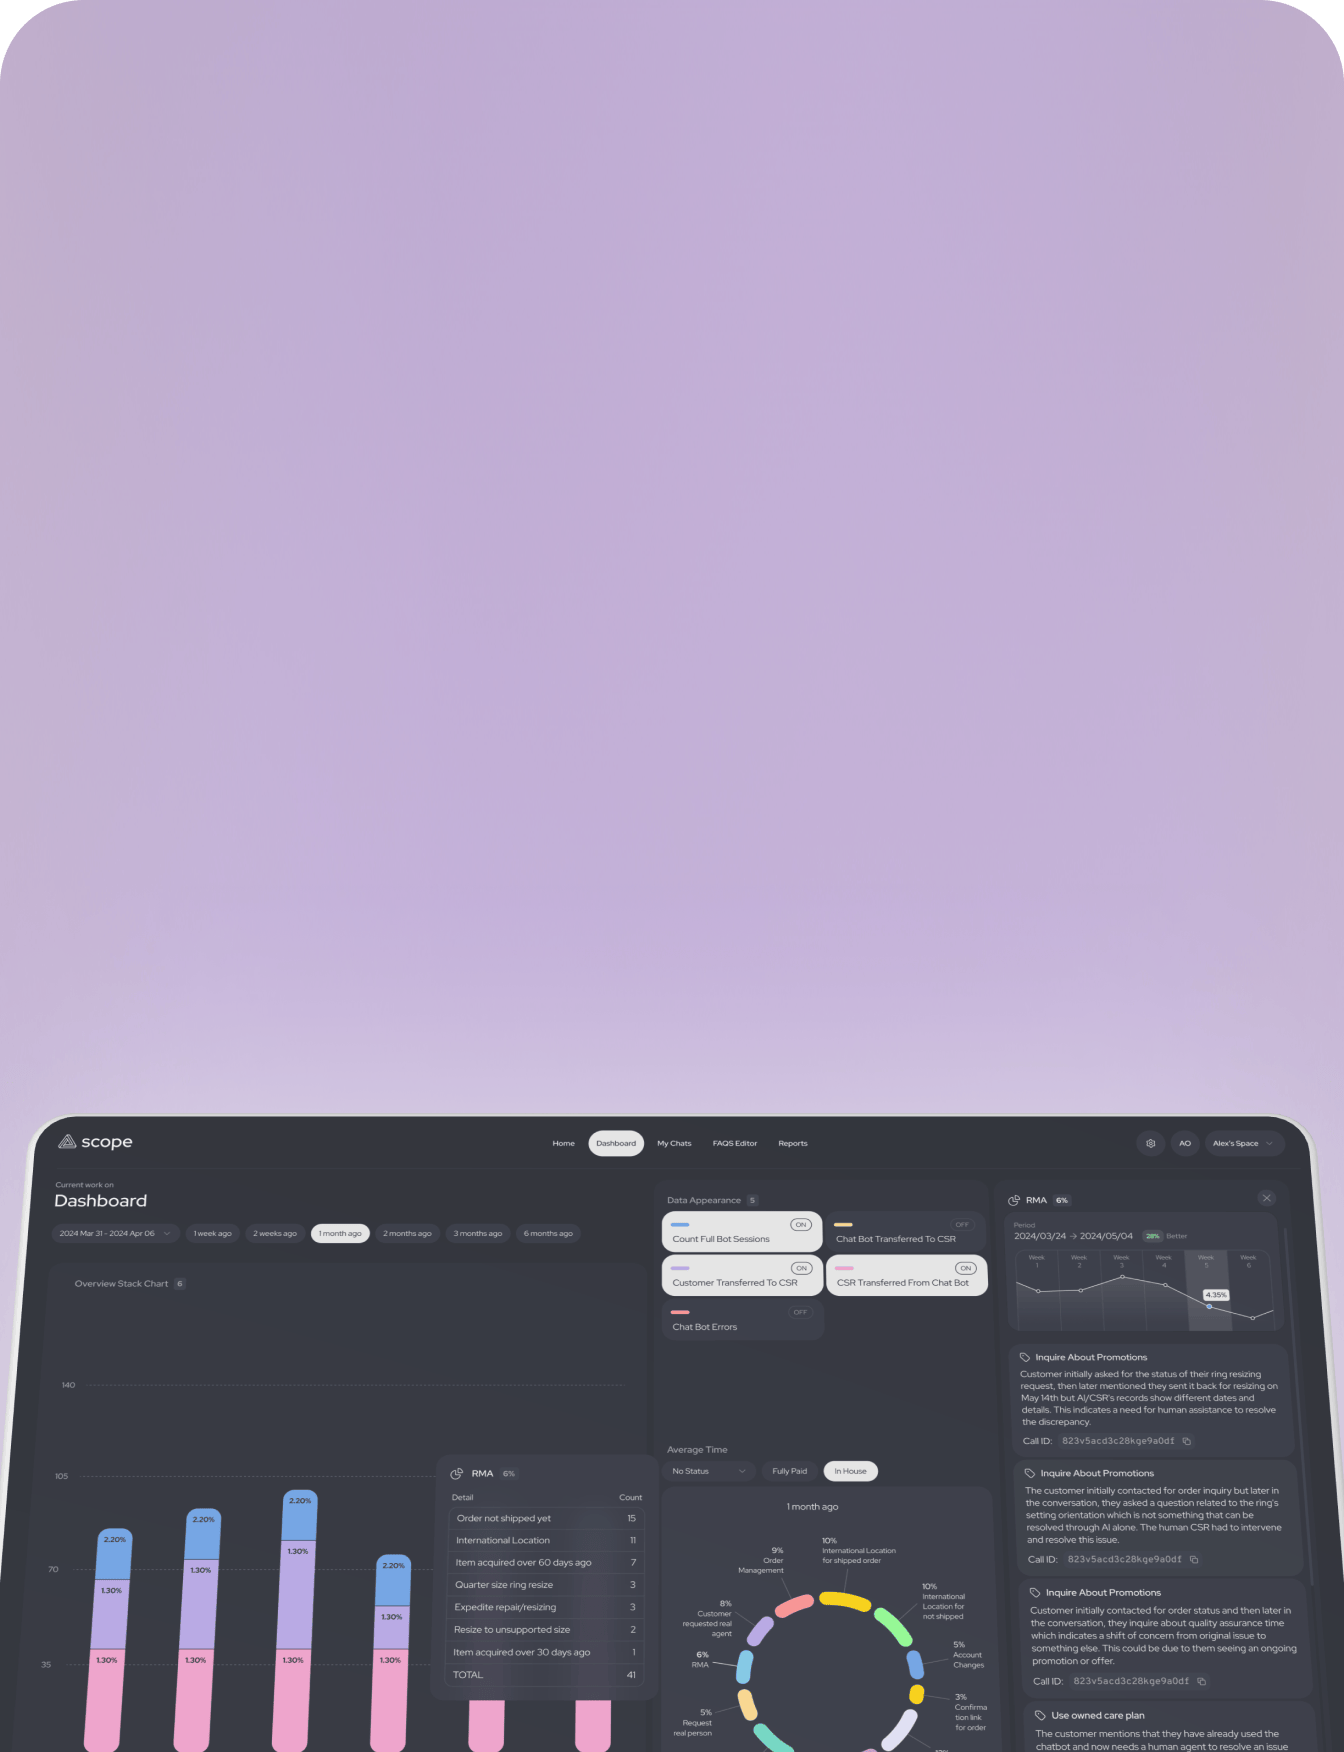 scope
Home
Dashboard
My Chats
FAQS Editor
Reports
AO
Alex's Space
Current work on
Dashboard
2024 Mar 31 - 2024 Apr 06
1 week ago
2 weeks ago
1 month ago
2 months ago
3 months ago
6 months ago
Overview Stack Chart 6
140
105
70
35
2.20%
1.30%
1.30%
2.20%
1.30%
1.30%
2.20%
1.30%
1.30%
2.20%
1.30%
1.30%
RMA 6%
Detail Count
Order not shipped yet 15
International Location 11
Item acquired over 60 days ago 7
Quarter size ring resize 3
Expedite repair/resizing 3
Resize to unsupported size 2
Item acquired over 30 days ago 1
TOTAL 41
Data Appearance 5
ON
Count Full Bot Sessions
OFF
Chat Bot Transferred To CSR
ON
Customer Transferred To CSR
ON
CSR Transferred From Chat Bot
OFF
Chat Bot Errors
Average Time
No Status
Fully Paid
In House
1 month ago
10%
International Location
for shipped order
9%
Order
Management
10%
International
Location for
not shipped
8%
Customer
requested real
agent
5%
Account
Changes
6%
RMA
3%
Confirma
tion link
for order
5%
Request
real person
RMA 6%
Period
2024/03/24 → 2024/05/04 28% Better
Week
1
Week
2
Week
3
Week
4
Week
5
Week
6
4.35%
Inquire About Promotions
Customer initially asked for the status of their ring resizing
request, then later mentioned they sent it back for resizing on
May 14th but AI/CSR's records show different dates and
details. This indicates a need for human assistance to resolve
the discrepancy.
Call ID: 823v5acd3c28kqe9a0df
Inquire About Promotions
The customer initially contacted for order inquiry but later in
the conversation, they asked a question related to the ring's
setting orientation which is not something that can be
resolved through AI alone. The human CSR had to intervene
and resolve this issue.
Call ID: 823v5acd3c28kqe9a0df
Inquire About Promotions
Customer initially contacted for order status and then later in
the conversation, they inquire about quality assurance time
which indicates a shift of concern from original issue to
something else. This could be due to them seeing an ongoing
promotion or offer.
Call ID: 823v5acd3c28kqe9a0df
Use owned care plan
The customer mentions that they have already used the
chatbot and now needs a human agent to resolve an issue